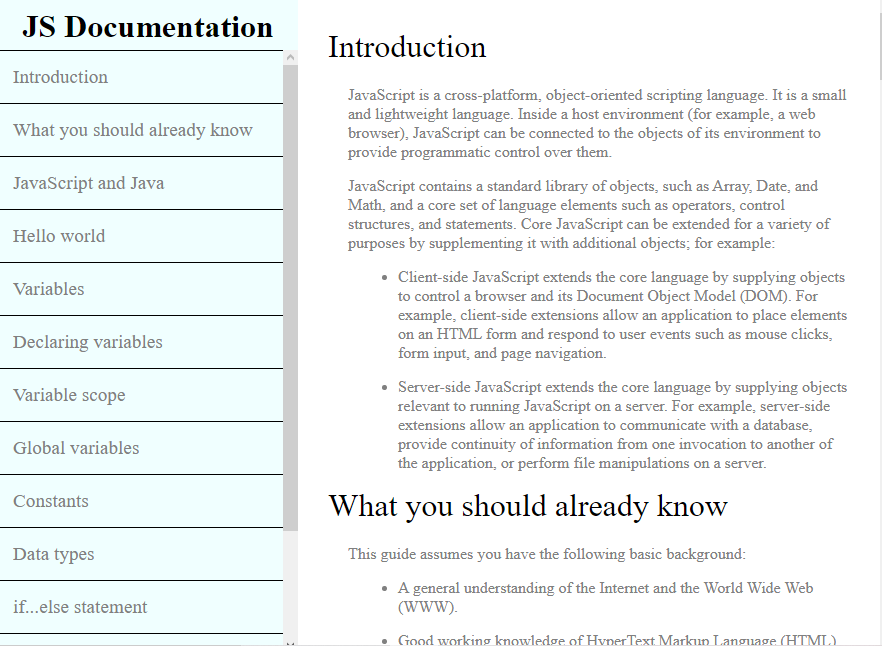 JS Documentation
Introduction
What you should already know
JavaScript and Java
Hello world
Variables
Declaring variables
Variable scope
Global variables
Constants
Data types
if...else statement
Introduction
JavaScript is a cross-platform, object-oriented scripting language. It is a small
and lightweight language. Inside a host environment (for example, a web
browser), JavaScript can be connected to the objects of its environment to
provide programmatic control over them.
JavaScript contains a standard library of objects, such as Array, Date, and
Math, and a core set of language elements such as operators, control
structures, and statements. Core JavaScript can be extended for a variety of
purposes by supplementing it with additional objects; for example:
• Client-side JavaScript extends the core language by supplying objects
to control a browser and its Document Object Model (DOM). For
example, client-side extensions allow an application to place elements
on an HTML form and respond to user events such as mouse clicks,
form input, and page navigation.
• Server-side JavaScript extends the core language by supplying objects
relevant to running JavaScript on a server. For example, server-side
extensions allow an application to communicate with a database,
provide continuity of information from one invocation to another of
the application, or perform file manipulations on a server.
What you should already know
This guide assumes you have the following basic background:
• A general understanding of the Internet and the World Wide Web
(WWW).
• Good working knowledge of HyperText Markup Language (HTML)